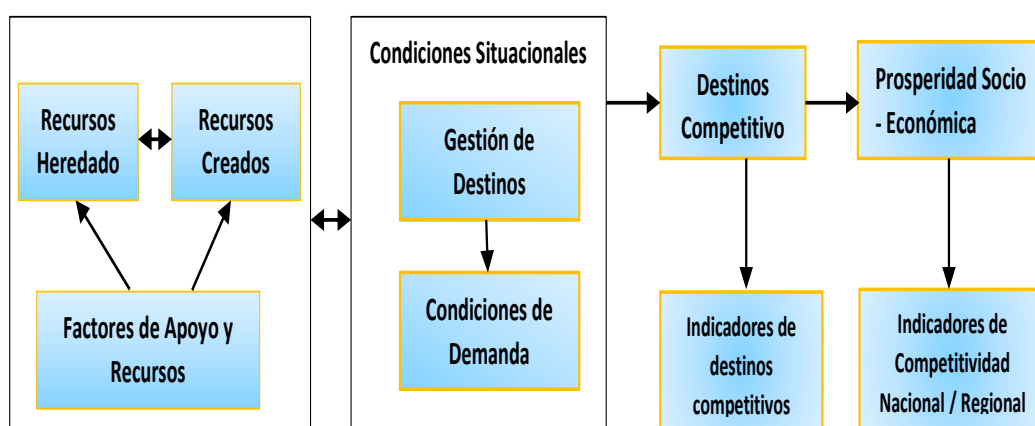 Recursos
Heredado
Recursos
Creados
Factores de Apoyo y
Recursos
Condiciones Situacionales
Gestión de
Destinos
Condiciones de
Demanda
Destinos
Competitivo
Prosperidad Socio
- Económica
Indicadores de
destinos
competitivos
Indicadores de
Competitividad
Nacional / Regional